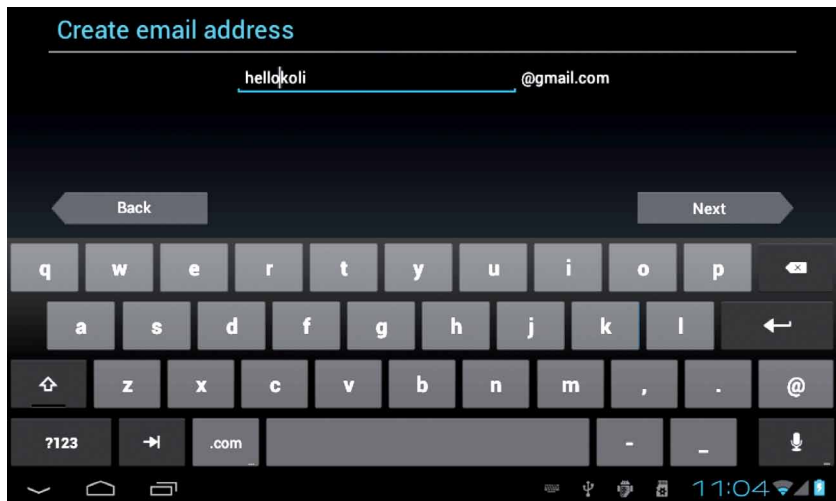 Create email address
hellokoli @gmail.com
Back Next
q w e r t y u i o p
a s d f g h j k l
z x c v b n m , . @
?123 .com - _
11:04